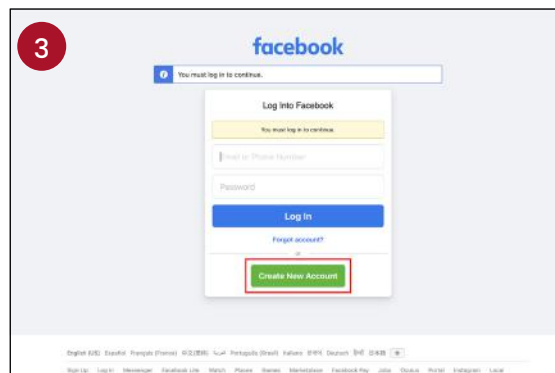 3
facebook
You must log in to continue.
Log Into Facebook
You must log in to continue.
Email or Phone Number
Password
Log In
Forgot account?
or
Create New Account
English (US) Español Français (France) 中文(简体) العربية Português (Brasil) Italiano 한국어 Deutsch हिन्दी 日本語 +
Sign Up Log In Messenger Facebook Lite Watch Places Games Marketplace Facebook Pay Jobs Oculus Portal Instagram Local